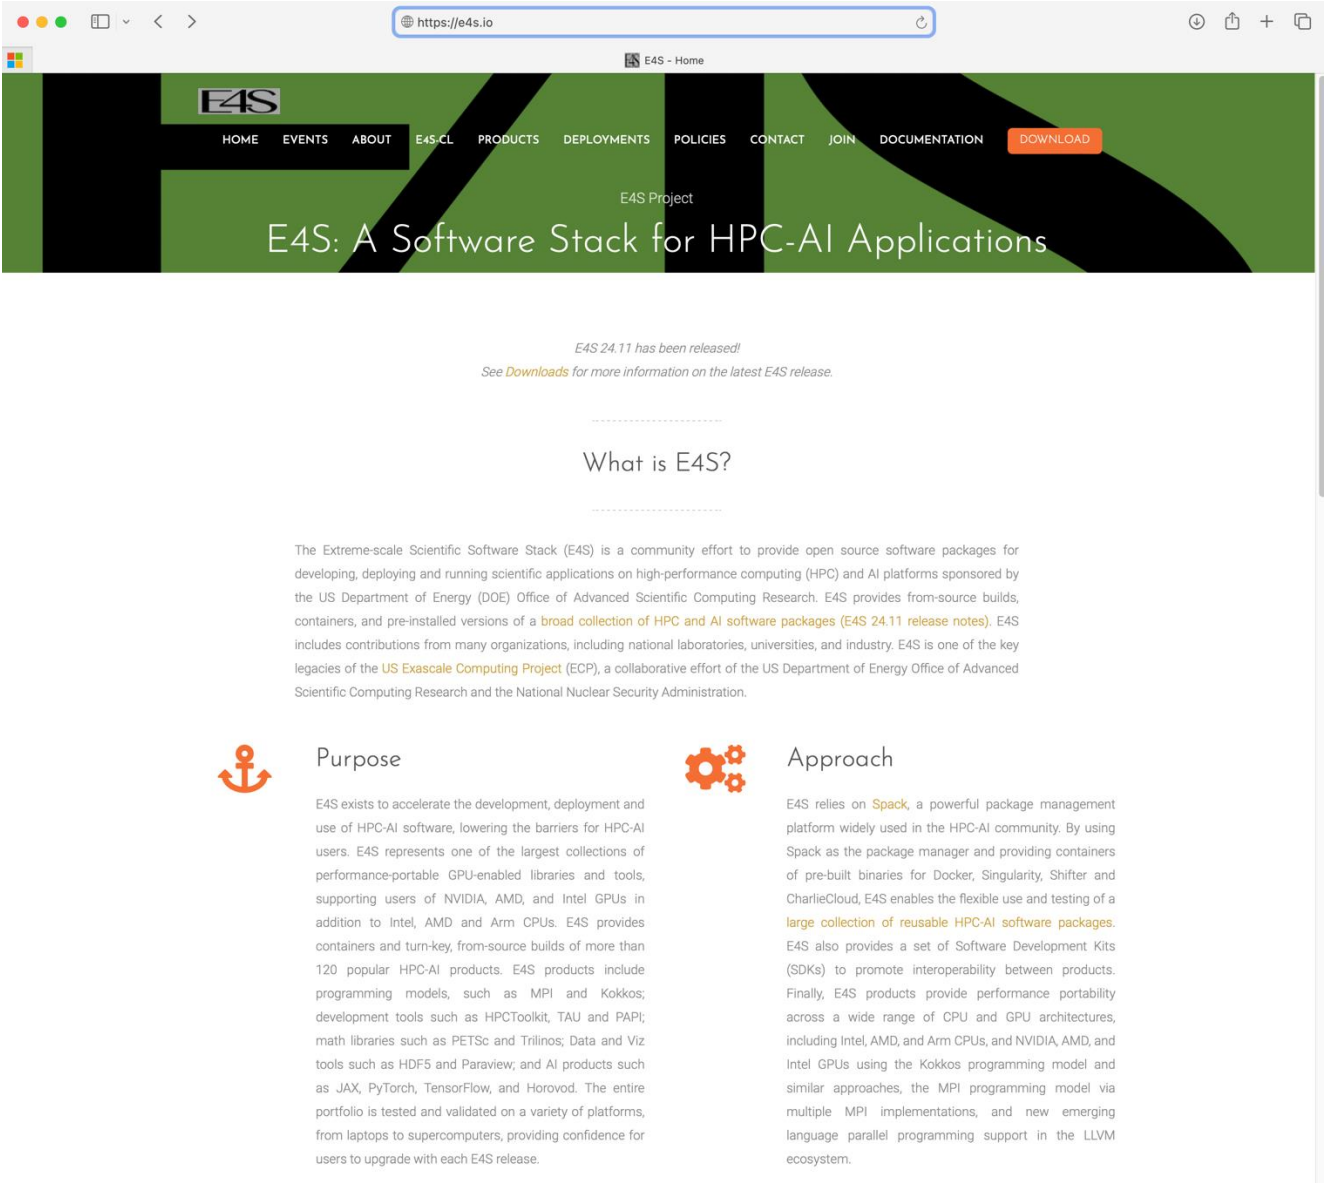 https://e4s.io
E4S - Home
E4S
HOME EVENTS ABOUT E4S-CL PRODUCTS DEPLOYMENTS POLICIES CONTACT JOIN DOCUMENTATION DOWNLOAD
E4S Project
E4S: A Software Stack for HPC-AI Applications
E4S 24.11 has been released!
See Downloads for more information on the latest E4S release.
What is E4S?
The Extreme-scale Scientific Software Stack (E4S) is a community effort to provide open source software packages for
developing, deploying and running scientific applications on high-performance computing (HPC) and AI platforms sponsored by
the US Department of Energy (DOE) Office of Advanced Scientific Computing Research. E4S provides from-source builds,
containers, and pre-installed versions of a broad collection of HPC and AI software packages (E4S 24.11 release notes). E4S
includes contributions from many organizations, including national laboratories, universities, and industry. E4S is one of the key
legacies of the US Exascale Computing Project (ECP), a collaborative effort of the US Department of Energy Office of Advanced
Scientific Computing Research and the National Nuclear Security Administration.
Purpose
E4S exists to accelerate the development, deployment and
use of HPC-AI software, lowering the barriers for HPC-AI
users. E4S represents one of the largest collections of
performance-portable GPU-enabled libraries and tools,
supporting users of NVIDIA, AMD, and Intel GPUs in
addition to Intel, AMD and Arm CPUs. E4S provides
containers and turn-key, from-source builds of more than
120 popular HPC-AI products. E4S products include
programming models, such as MPI and Kokkos;
development tools such as HPCToolkit, TAU and PAPI;
math libraries such as PETSc and Trilinos; Data and Viz
tools such as HDF5 and Paraview; and AI products such
as JAX, PyTorch, TensorFlow, and Horovod. The entire
portfolio is tested and validated on a variety of platforms,
from laptops to supercomputers, providing confidence for
users to upgrade with each E4S release.
Approach
E4S relies on Spack, a powerful package management
platform widely used in the HPC-AI community. By using
Spack as the package manager and providing containers
of pre-built binaries for Docker, Singularity, Shifter and
CharlieCloud, E4S enables the flexible use and testing of a
large collection of reusable HPC-AI software packages.
E4S also provides a set of Software Development Kits
(SDKs) to promote interoperability between products.
Finally, E4S products provide performance portability
across a wide range of CPU and GPU architectures,
including Intel, AMD, and Arm CPUs, and NVIDIA, AMD, and
Intel GPUs using the Kokkos programming model and
similar approaches, the MPI programming model via
multiple MPI implementations, and new emerging
language parallel programming support in the LLVM
ecosystem.